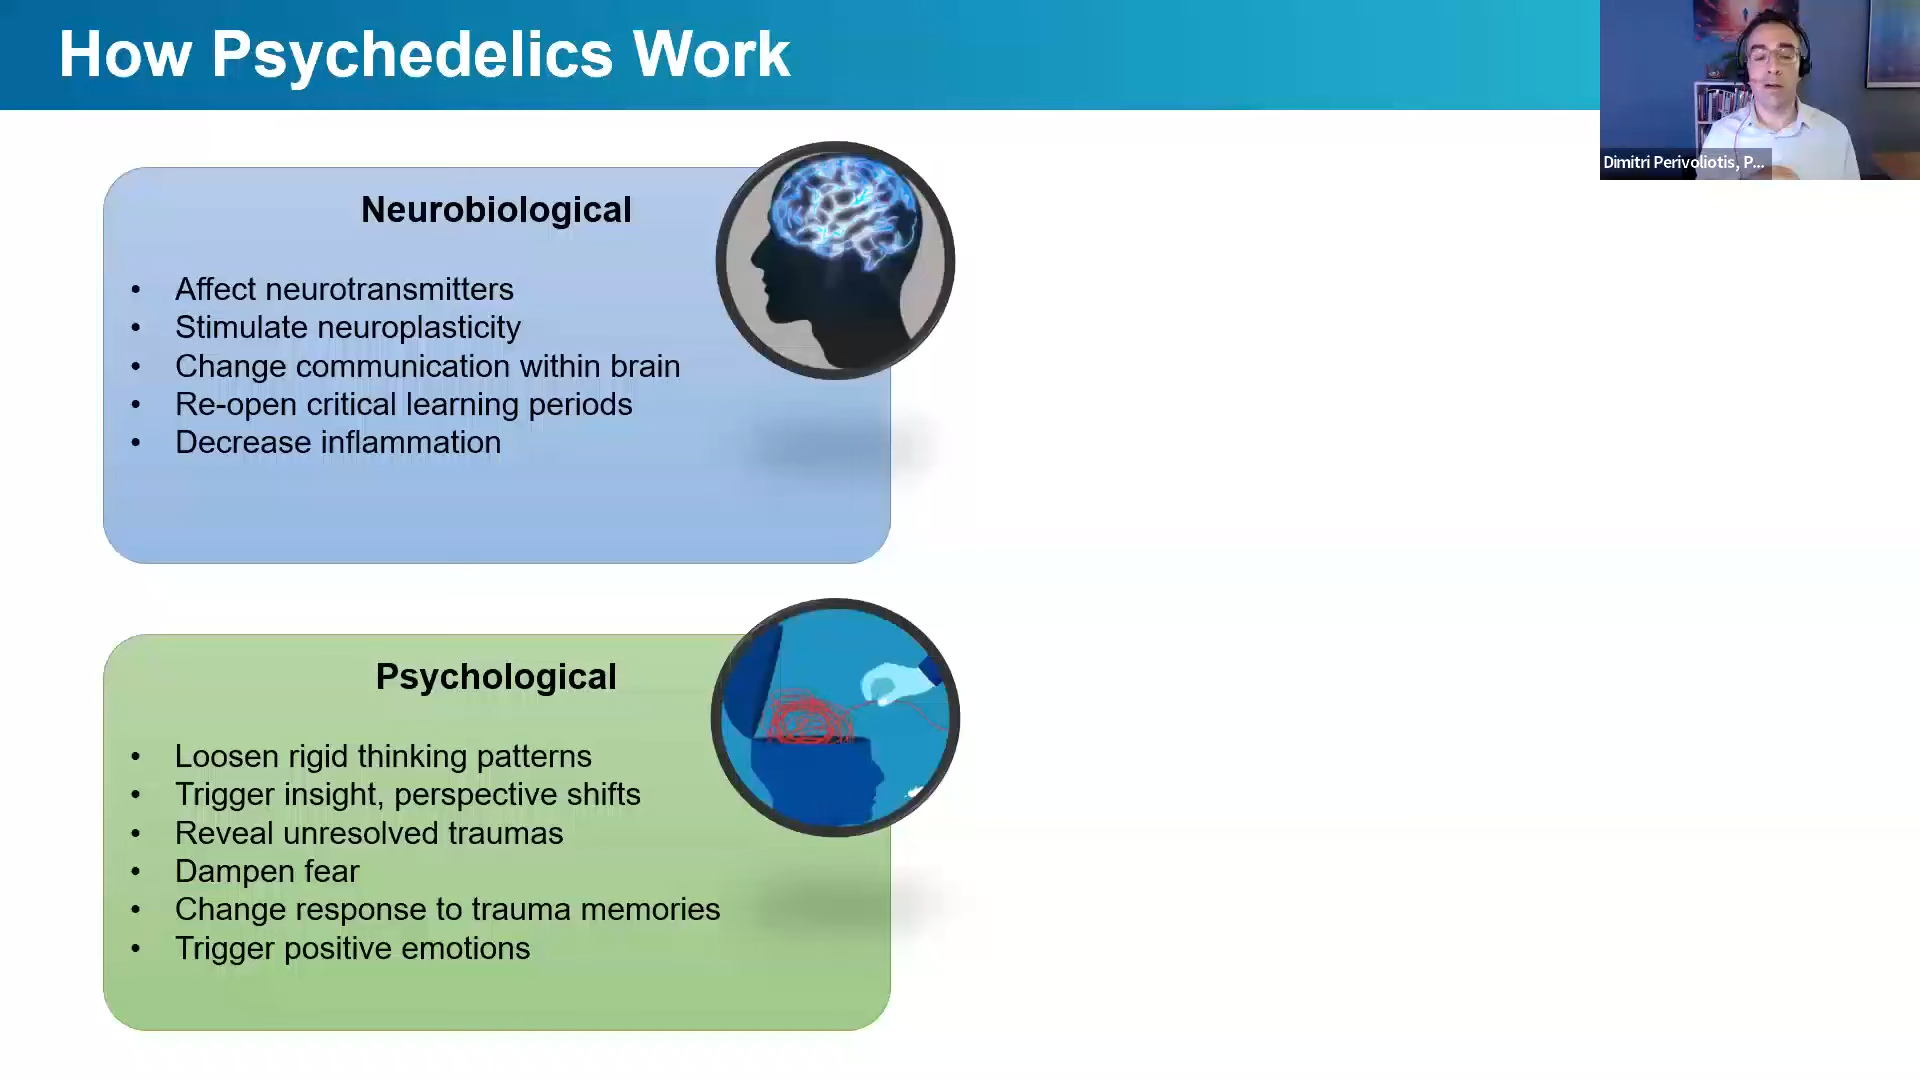 How Psychedelics Work
Dimitri Perivoliotis, P...
Neurobiological
• Affect neurotransmitters
• Stimulate neuroplasticity
• Change communication within brain
• Re-open critical learning periods
• Decrease inflammation
Psychological
• Loosen rigid thinking patterns
• Trigger insight, perspective shifts
• Reveal unresolved traumas
• Dampen fear
• Change response to trauma memories
• Trigger positive emotions